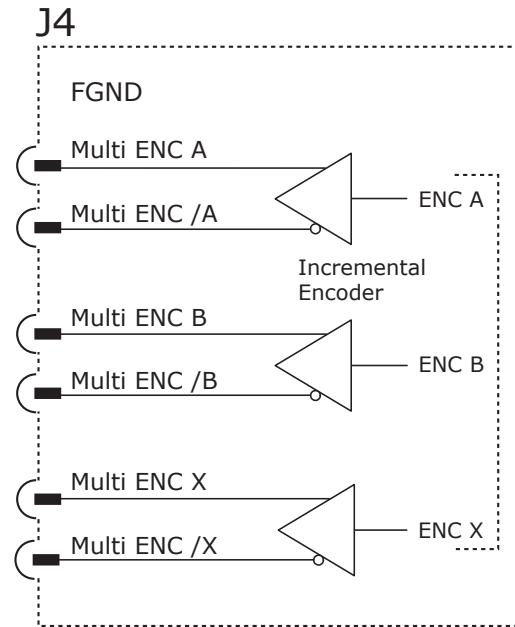 J4
FGND
Multi ENC A
ENC A
Multi ENC /A
Incremental
Encoder
Multi ENC B
ENC B
Multi ENC /B
Multi ENC X
ENC X
Multi ENC /X